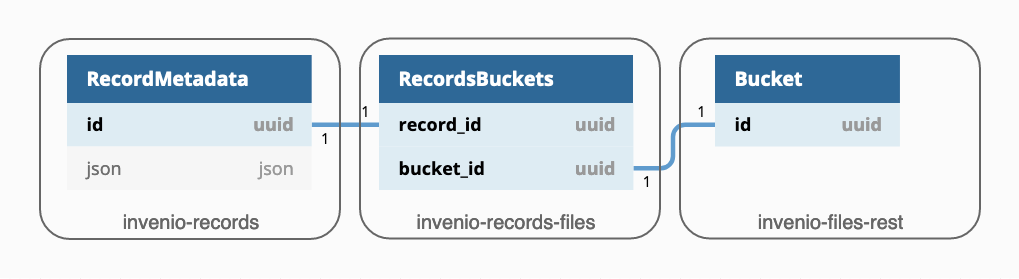 RecordMetadata
id uuid
json json
invenio-records
1
1
RecordsBuckets
record_id uuid
bucket_id uuid
invenio-records-files
1
1
Bucket
id uuid
invenio-files-rest